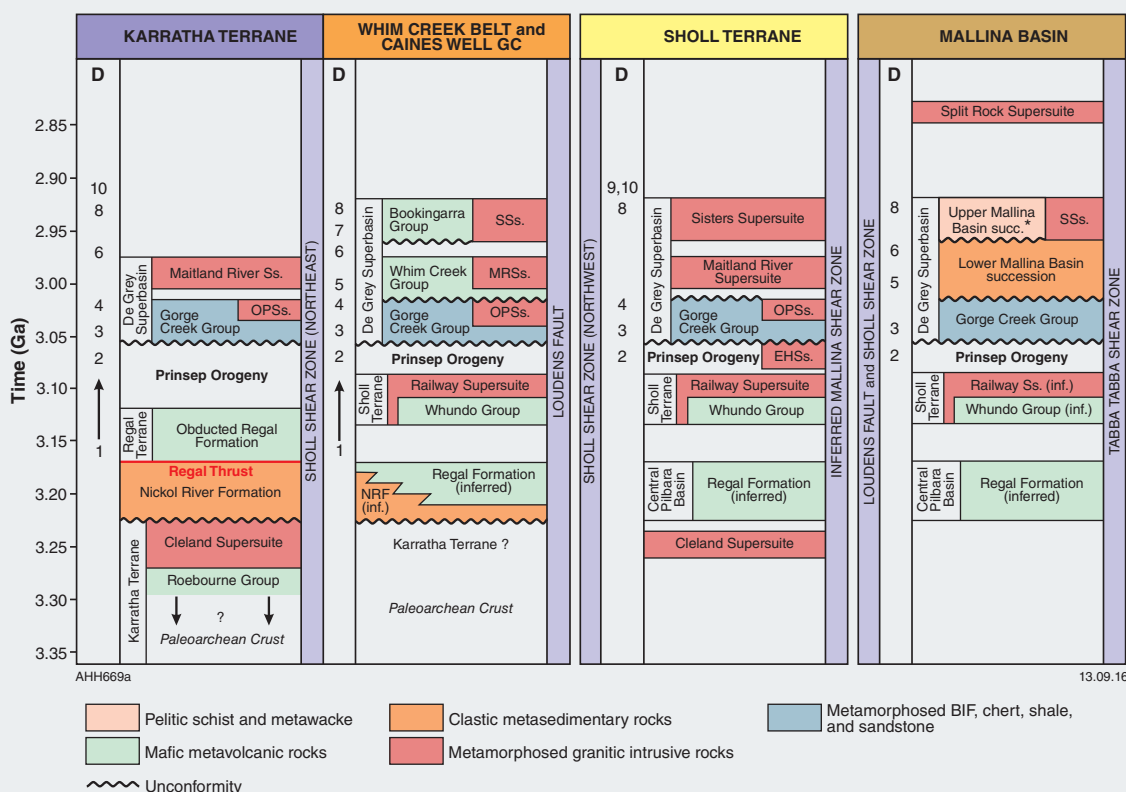 KARRATHA TERRANE
WHIM CREEK BELT and
CAINES WELL GC
SHOLL TERRANE
MALLINA BASIN
Time (Ga)
2.85
2.90
2.95
3.00
3.05
3.10
3.15
3.20
3.25
3.30
3.35
D
10
8
6
4
3
2
1
De Grey
Superbasin
Maitland River Ss.
OPSs.
Gorge
Creek Group
Prinsep Orogeny
Regal
Terrane
Obducted Regal
Formation
Regal Thrust
Nickol River Formation
Karratha Terrane
Cleland Supersuite
Roebourne Group
?
Paleoarchean Crust
SHOLL SHEAR ZONE (NORTHEAST)
D
8
7
6
5
4
3
2
1
De Grey Superbasin
Bookingarra
Group
SSs.
Whim Creek
Group
MRSs.
Gorge
Creek Group
OPSs.
Prinsep Orogeny
Sholl
Terrane
Railway Supersuite
Whundo Group
Regal Formation
(inferred)
NRF
(inf.)
Karratha Terrane ?
Paleoarchean Crust
LOUDENS FAULT
SHOLL SHEAR ZONE (NORTHWEST)
D
9,10
8
4
3
2
De Grey Superbasin
Sisters Supersuite
Maitland River
Supersuite
Gorge
Creek Group
OPSs.
Prinsep Orogeny
EHSs.
Sholl
Terrane
Railway Supersuite
Whundo Group
Central
Pilbara
Basin
Regal Formation
(inferred)
Cleland Supersuite
INFERRED MALLINA SHEAR ZONE
LOUDENS FAULT and SHOLL SHEAR ZONE
D
8
6
5
3
2
Split Rock Supersuite
De Grey Superbasin
Upper Mallina
Basin succ.*
SSs.
Lower Mallina Basin
succession
Gorge Creek Group
Prinsep Orogeny
Sholl
Terrane
Railway Ss. (inf.)
Whundo Group (inf.)
Central
Pilbara
Basin
Regal Formation
(inferred)
TABBA TABBA SHEAR ZONE
AHH669a
13.09.16
Pelitic schist and metawacke
Mafic metavolcanic rocks
Unconformity
Clastic metasedimentary rocks
Metamorphosed granitic intrusive rocks
Metamorphosed BIF, chert, shale,
and sandstone